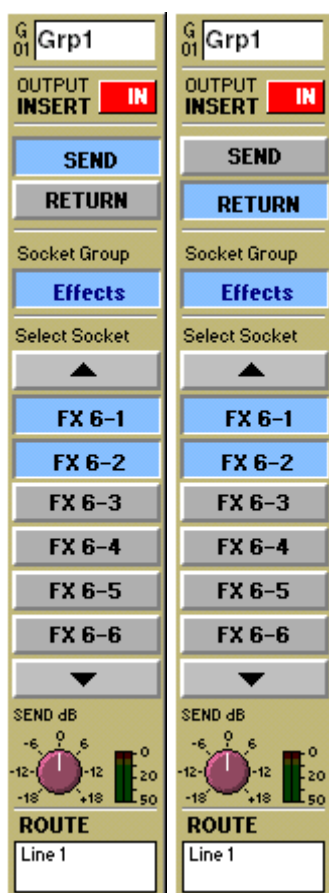 G 01 Grp1
OUTPUT
INSERT IN
SEND
RETURN
Socket Group
Effects
Select Socket
FX 6-1
FX 6-2
FX 6-3
FX 6-4
FX 6-5
FX 6-6
SEND dB
-6 0 6
-12 -12
-18 +18
0
20
50
ROUTE
Line 1
G 01 Grp1
OUTPUT
INSERT IN
SEND
RETURN
Socket Group
Effects
Select Socket
FX 6-1
FX 6-2
FX 6-3
FX 6-4
FX 6-5
FX 6-6
SEND dB
-6 0 6
-12 -12
-18 +18
0
20
50
ROUTE
Line 1